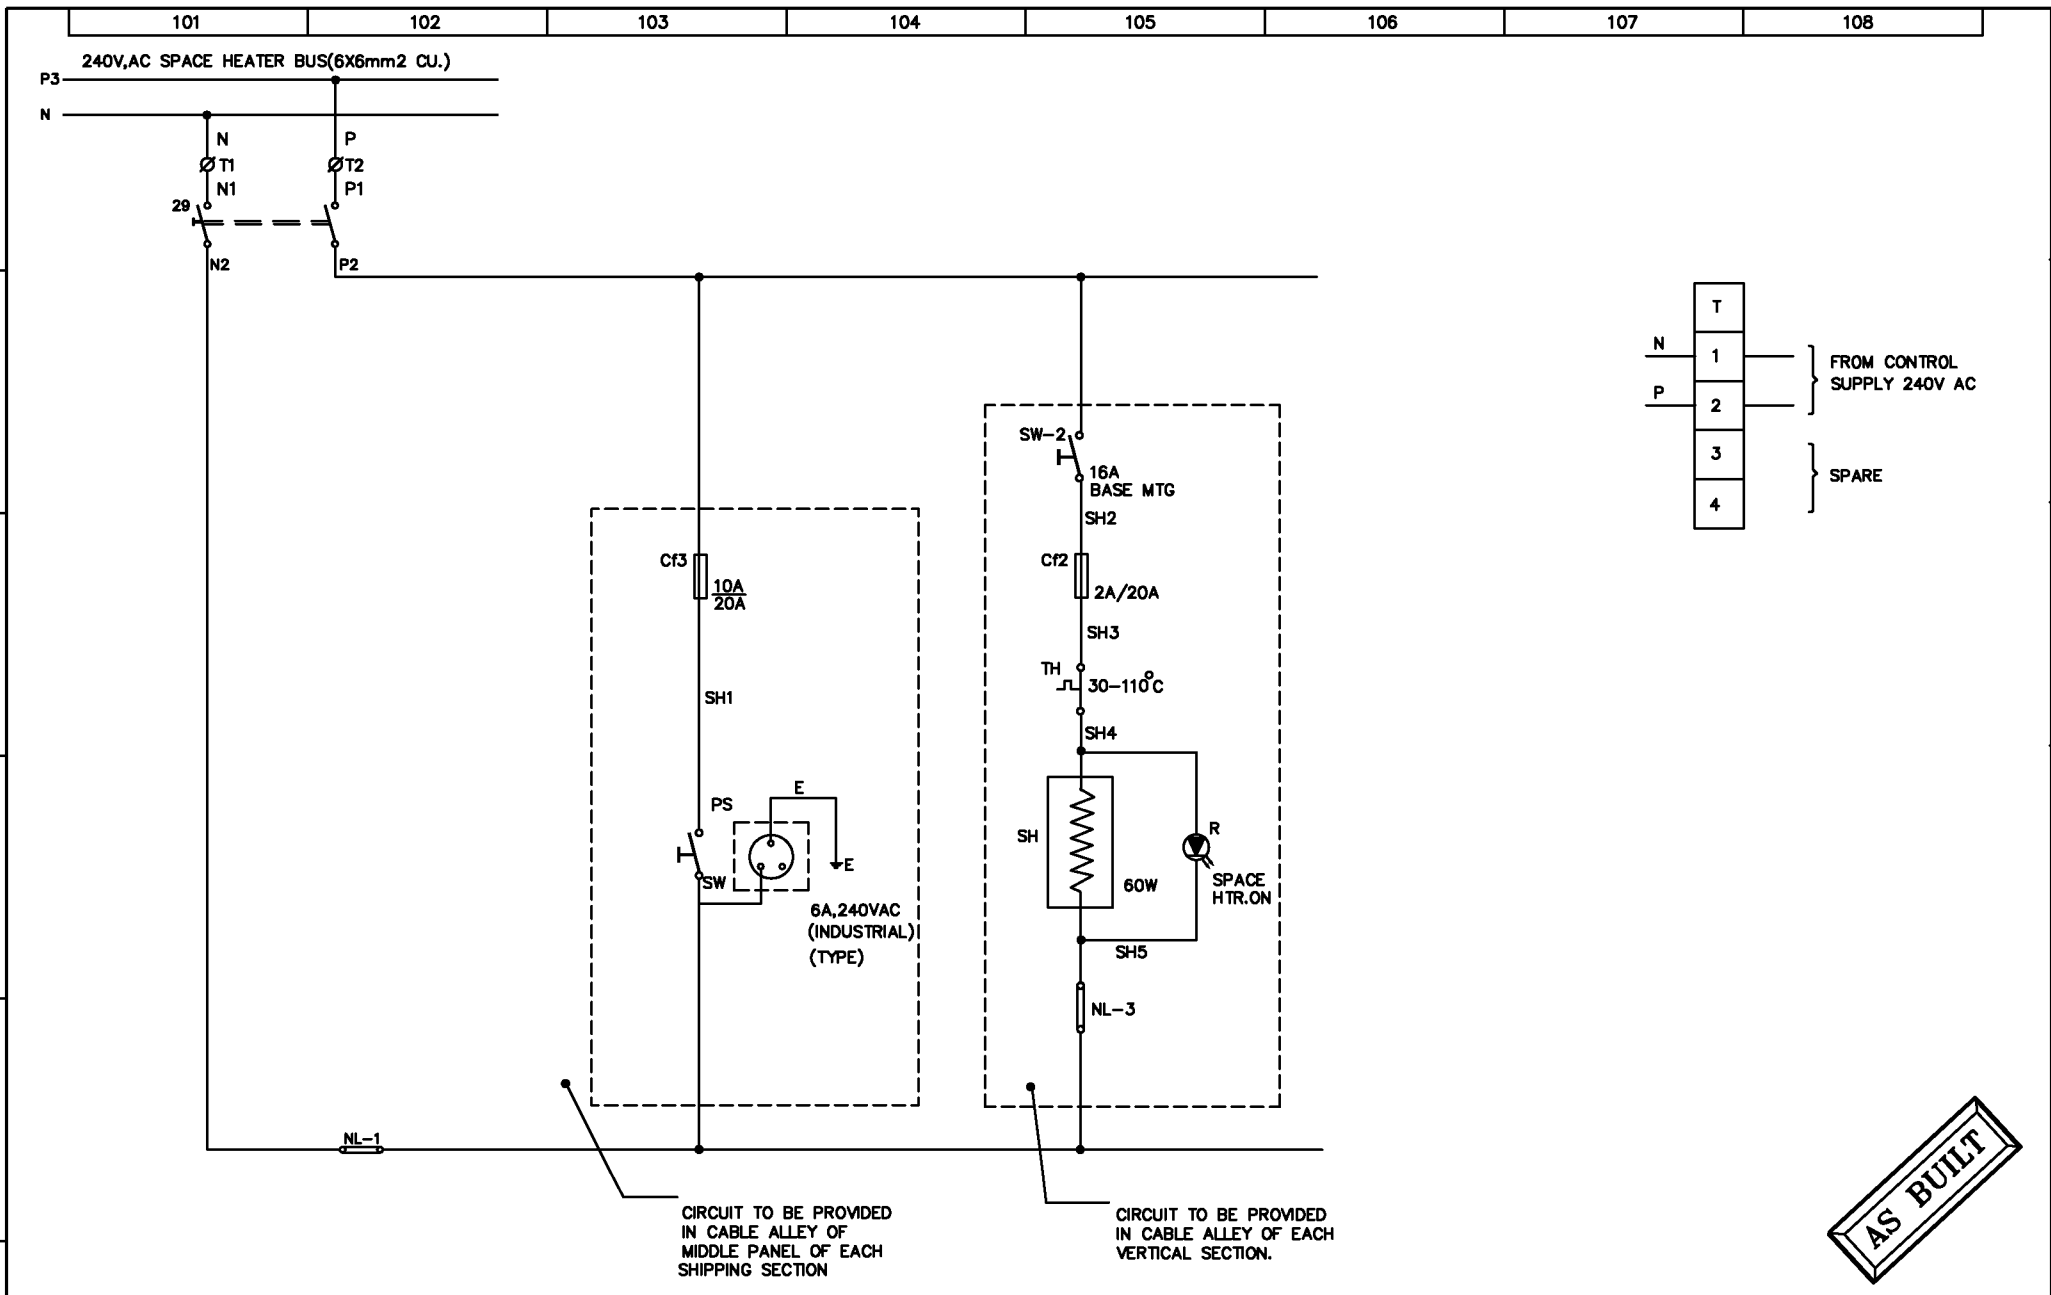 101 102 103 104 105 106 107 108
240V,AC SPACE HEATER BUS(6X6mm2 CU.)
P3
N
N P
T1 T2
N1 P1
29
N2 P2
T
N 1
P 2
3
4
FROM CONTROL
SUPPLY 240V AC
SPARE
Cf3
10A
20A
SH1
PS
E
E
SW
6A,240VAC
(INDUSTRIAL)
(TYPE)
SW-2
16A
BASE MTG
SH2
Cf2
2A/20A
SH3
TH
30-110°C
SH4
SH
60W
R
SPACE
HTR.ON
SH5
NL-3
NL-1
CIRCUIT TO BE PROVIDED
IN CABLE ALLEY OF
MIDDLE PANEL OF EACH
SHIPPING SECTION
CIRCUIT TO BE PROVIDED
IN CABLE ALLEY OF EACH
VERTICAL SECTION.
AS BUILT